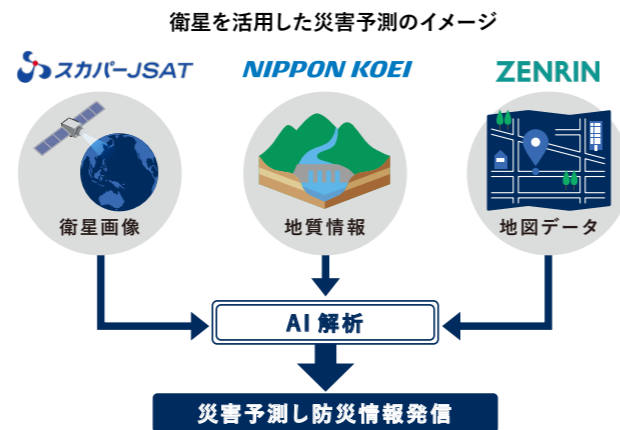 衛星を活用した災害予測のイメージ
スカパーJSAT
NIPPON KOEI
ZENRIN
衛星画像
地質情報
地図データ
AI解析
災害予測し防災情報発信